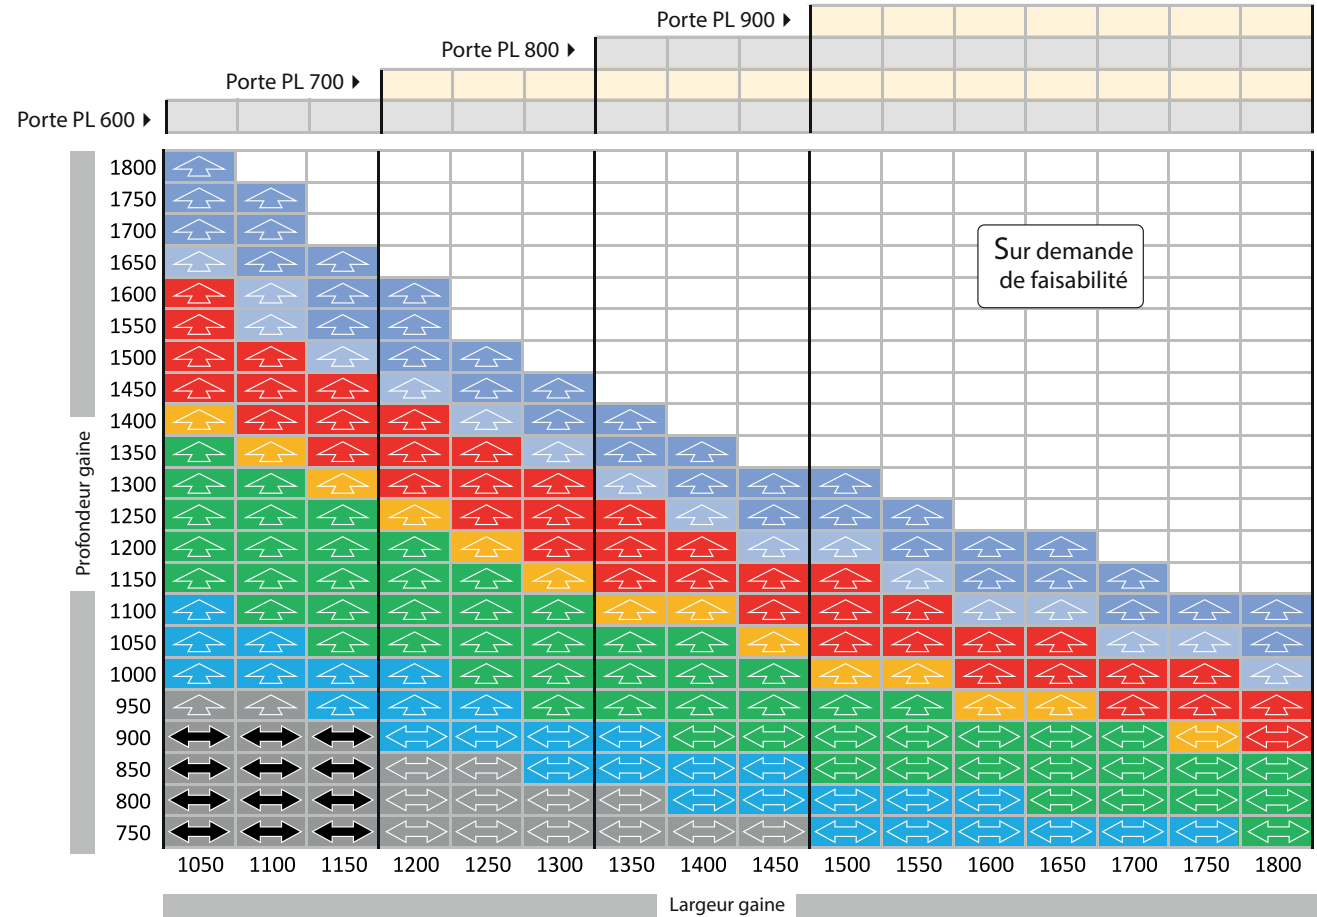 Porte PL 900
Porte PL 800
Porte PL 700
Porte PL 600
1800
1750
1700
1650
Sur demande
de faisabilité
1600
1550
1500
1450
1400
1350
1300
1250
1200
1150
1100
1050
1000
950
900
850
800
750
Profondeur gaine
1050 1100 1150 1200 1250 1300 1350 1400 1450 1500 1550 1600 1650 1700 1750 1800
Largeur gaine